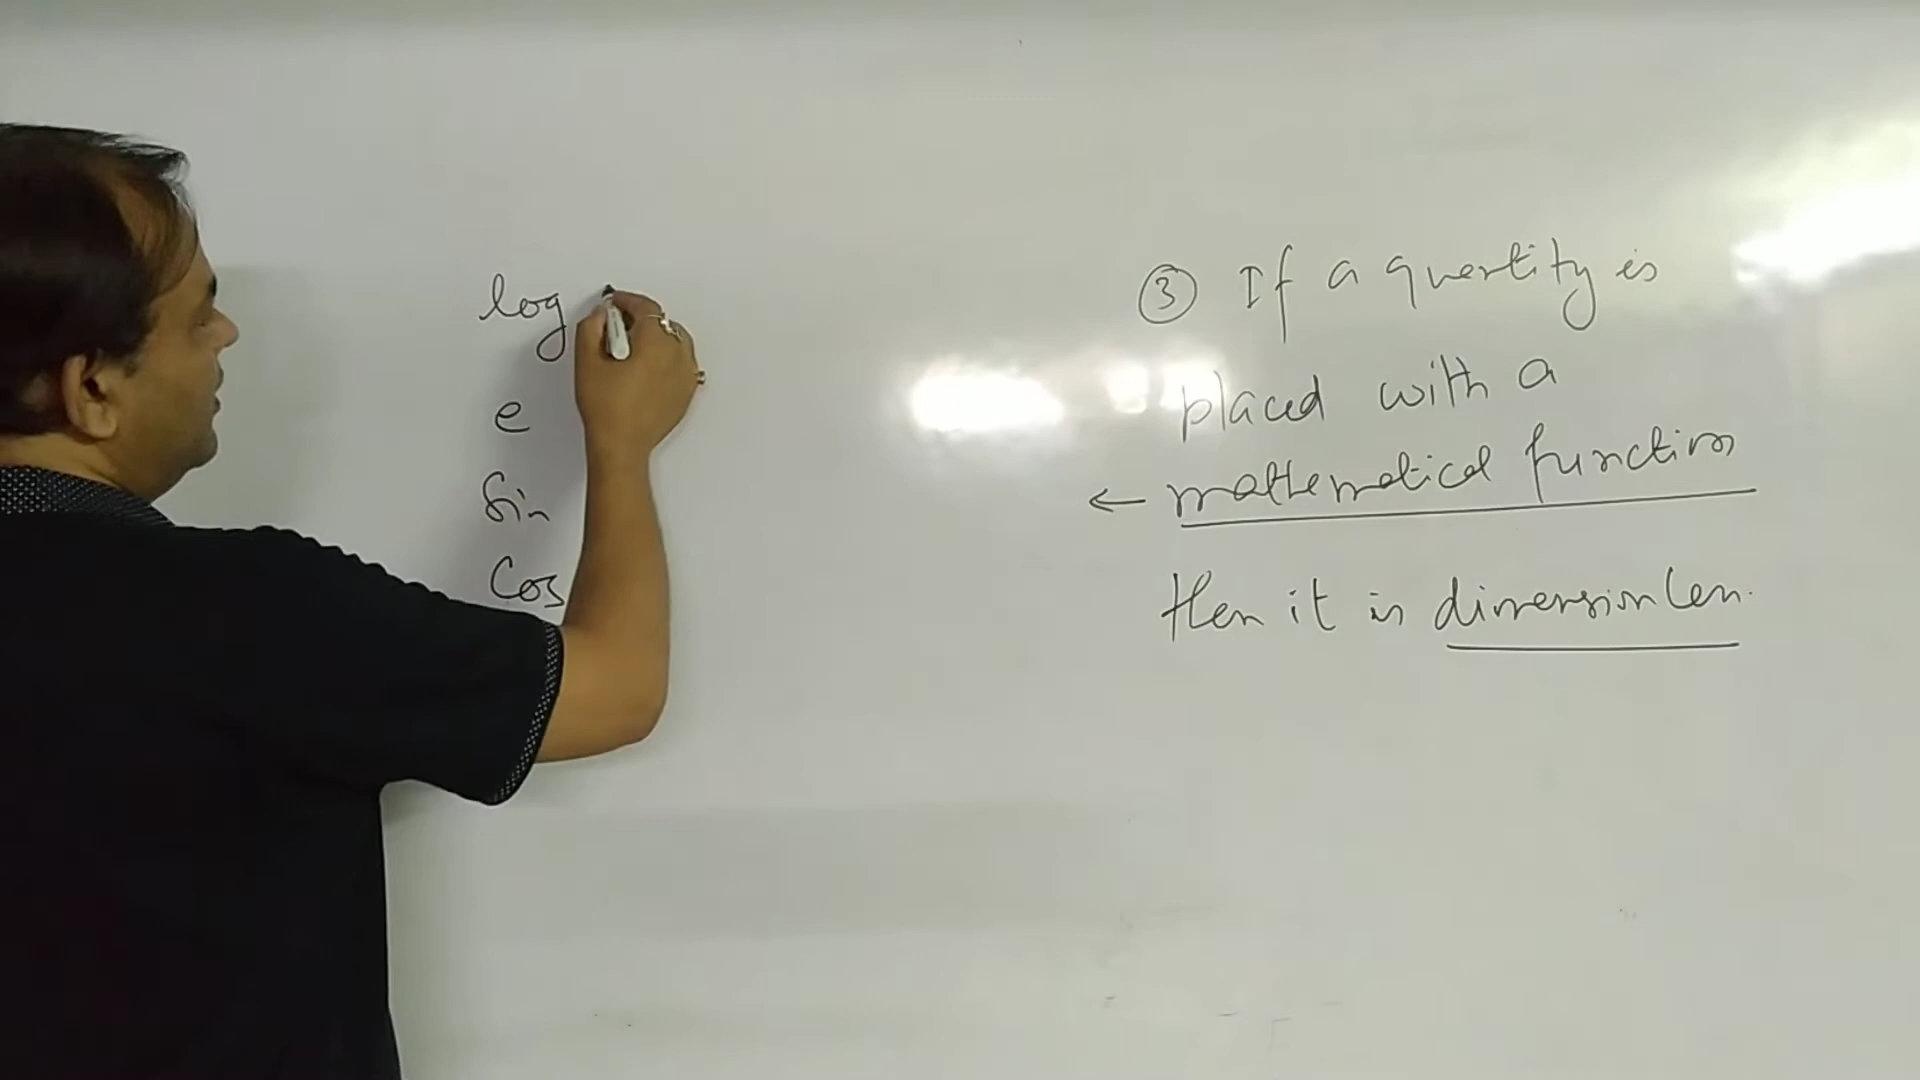 log
e
Sin
Cos
③ If a quantity is
placed with a
← mathematical function
then it is dimensionless.